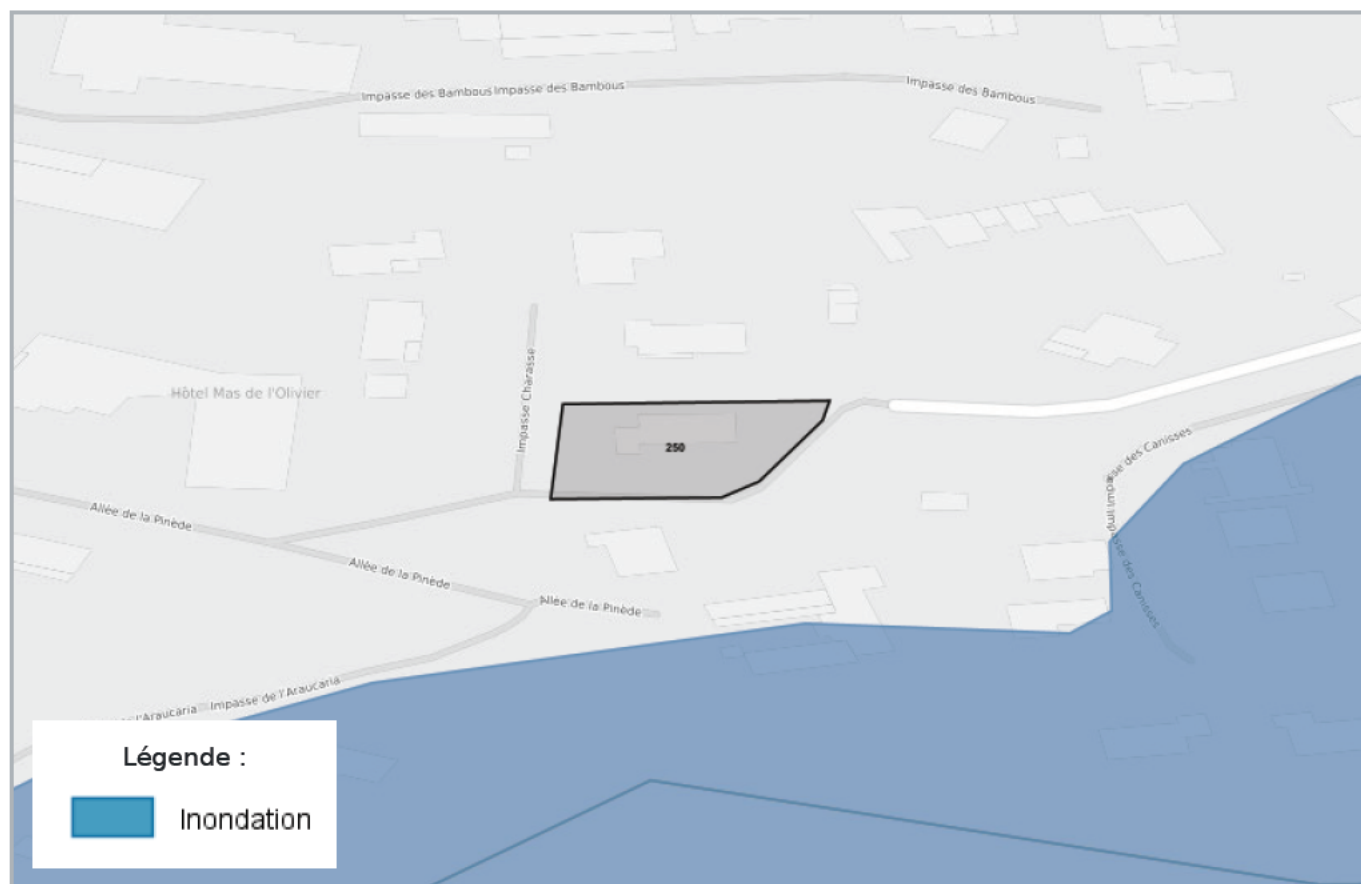 Impasse des Bambous Impasse des Bambous
Impasse des Bambous
Impasse Charasse
Hôtel Mas de l'Olivier
250
Impasse des Canisses
Allée de la Pinède
Allée de la Pinède
Allée de la Pinède
Impasse des Canisses
l'Araucaria
Impasse de l'Araucaria
Légende :
Inondation